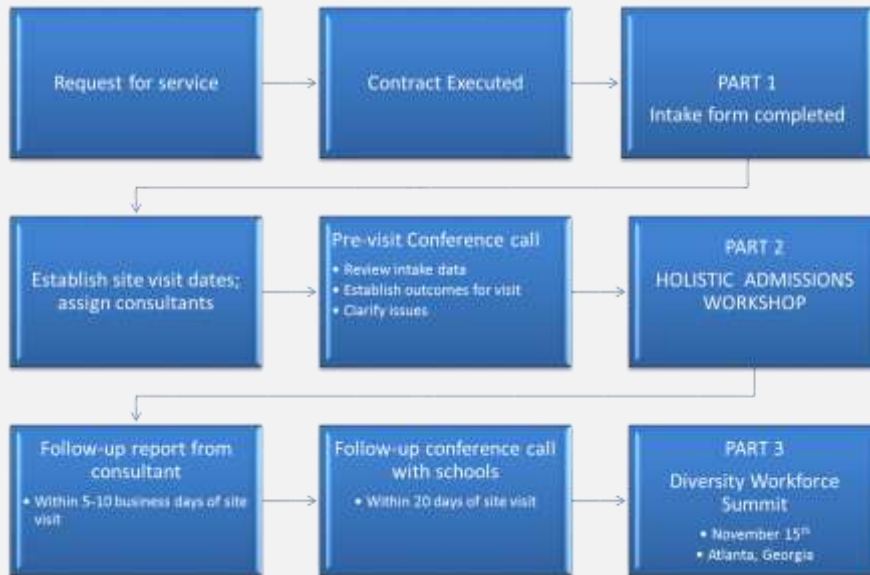 Request for service
Contract Executed
PART 1
Intake form completed
Establish site visit dates;
assign consultants
Pre-visit Conference call
• Review intake data
• Establish outcomes for visit
• Clarify issues
PART 2
HOLISTIC ADMISSIONS
WORKSHOP
Follow-up report from
consultant
• Within 5-10 business days of site
visit
Follow-up conference call
with schools
• Within 20 days of site visit
PART 3
Diversity Workforce
Summit
• November 15th
• Atlanta, Georgia